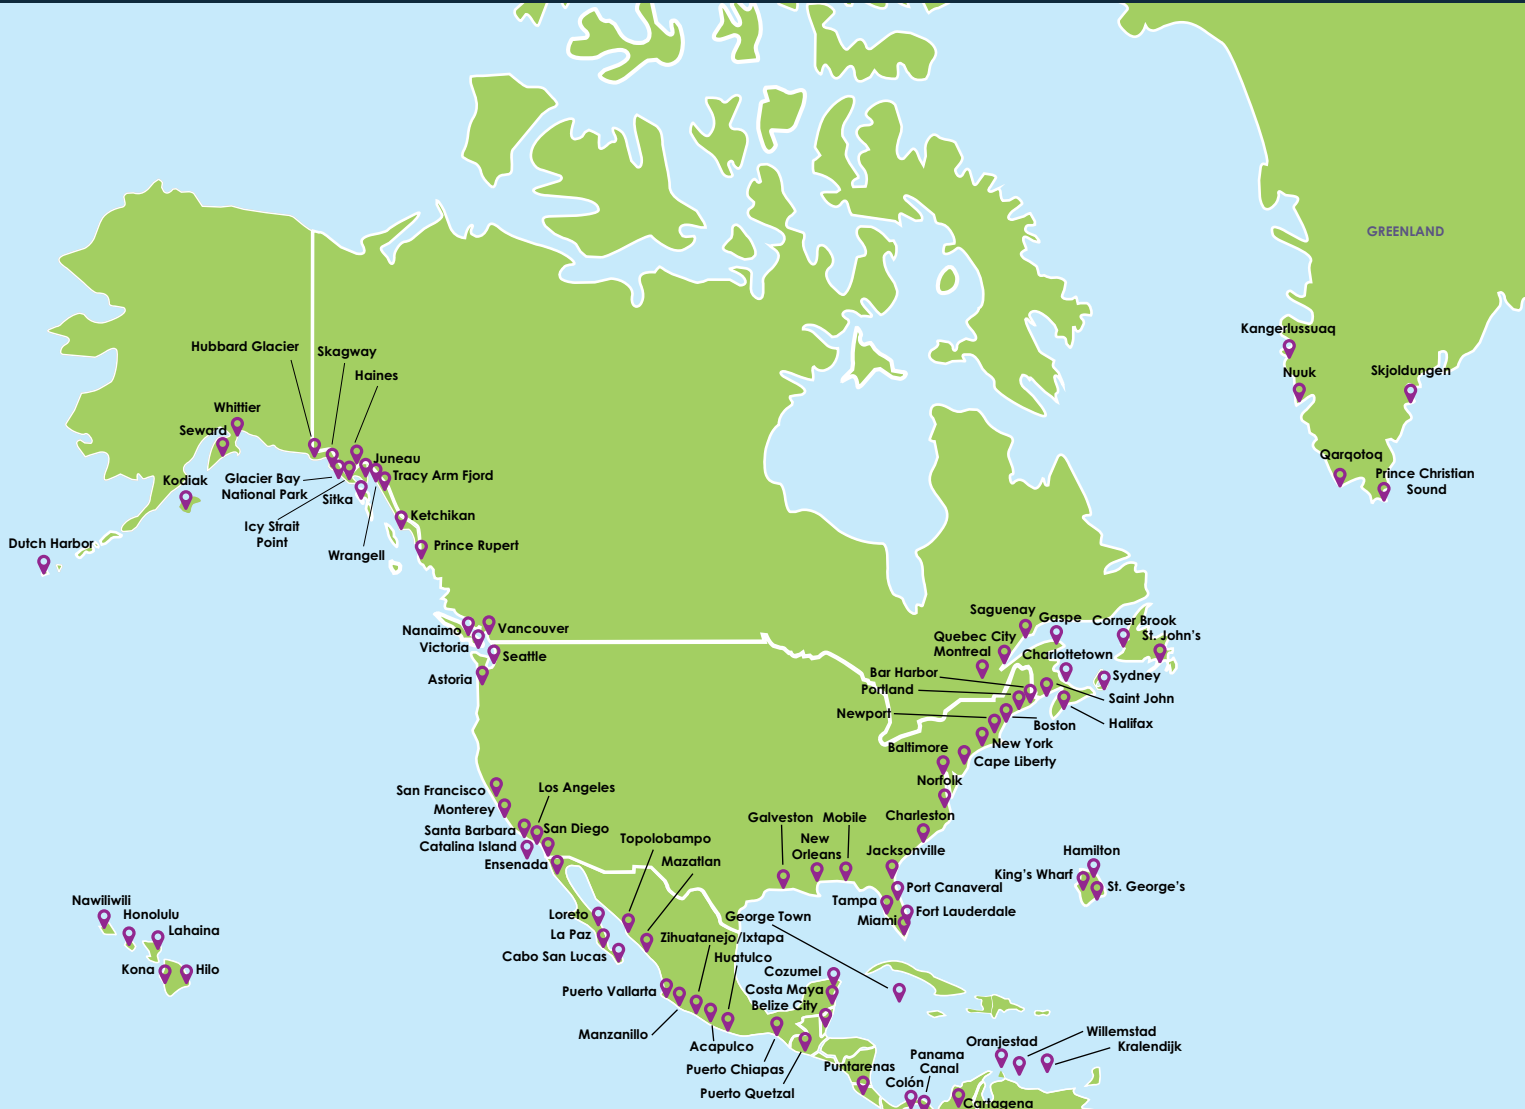 GREENLAND
Kangerlussuaq
Nuuk
Skjoldungen
Qarqotoq
Prince Christian
Sound
Hubbard Glacier
Skagway
Haines
Whittier
Seward
Juneau
Tracy Arm Fjord
Kodiak
Glacier Bay
National Park
Sitka
Icy Strait
Point
Wrangell
Ketchikan
Prince Rupert
Dutch Harbor
Nanaimo
Vancouver
Victoria
Seattle
Astoria
Saguenay
Gaspe
Corner Brook
St. John's
Quebec City
Montreal
Charlottetown
Bar Harbor
Portland
Sydney
Saint John
Newport
Boston
Halifax
New York
Baltimore
Cape Liberty
Norfolk
Charleston
San Francisco
Monterey
Los Angeles
Santa Barbara
San Diego
Catalina Island
Ensenada
Topolobampo
Mazatlan
Galveston
Mobile
New
Orleans
Jacksonville
Port Canaveral
Tampa
Fort Lauderdale
Miami
Hamilton
King's Wharf
St. George's
Nawiliwili
Honolulu
Lahaina
Kona
Hilo
Loreto
La Paz
Cabo San Lucas
George Town
Zihuatanejo/Ixtapa
Huatulco
Cozumel
Costa Maya
Belize City
Puerto Vallarta
Manzanillo
Acapulco
Puerto Chiapas
Puerto Quetzal
Puntarenas
Oranjestad
Willemstad
Kralendijk
Panama
Canal
Colón
Cartagena